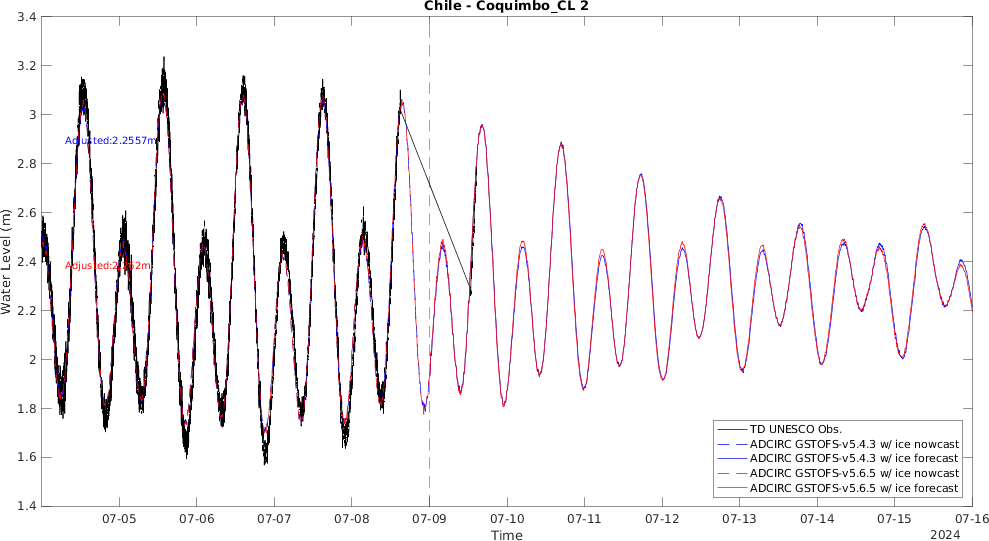 Chile - Coquimbo_CL 2
3.4
3.2
3
2.8
2.6
2.4
2.2
2
1.8
1.6
1.4
Water Level (m)
Adjusted:2.2557m
07-05
07-06
07-07
07-08
07-09
07-10
07-11
07-12
07-13
07-14
07-15
07-16
Time
2024
TD UNESCO Obs.
ADCIRC GSTOFS-v5.4.3 w/ ice nowcast
ADCIRC GSTOFS-v5.4.3 w/ ice forecast
ADCIRC GSTOFS-v5.6.5 w/ ice nowcast
ADCIRC GSTOFS-v5.6.5 w/ ice forecast